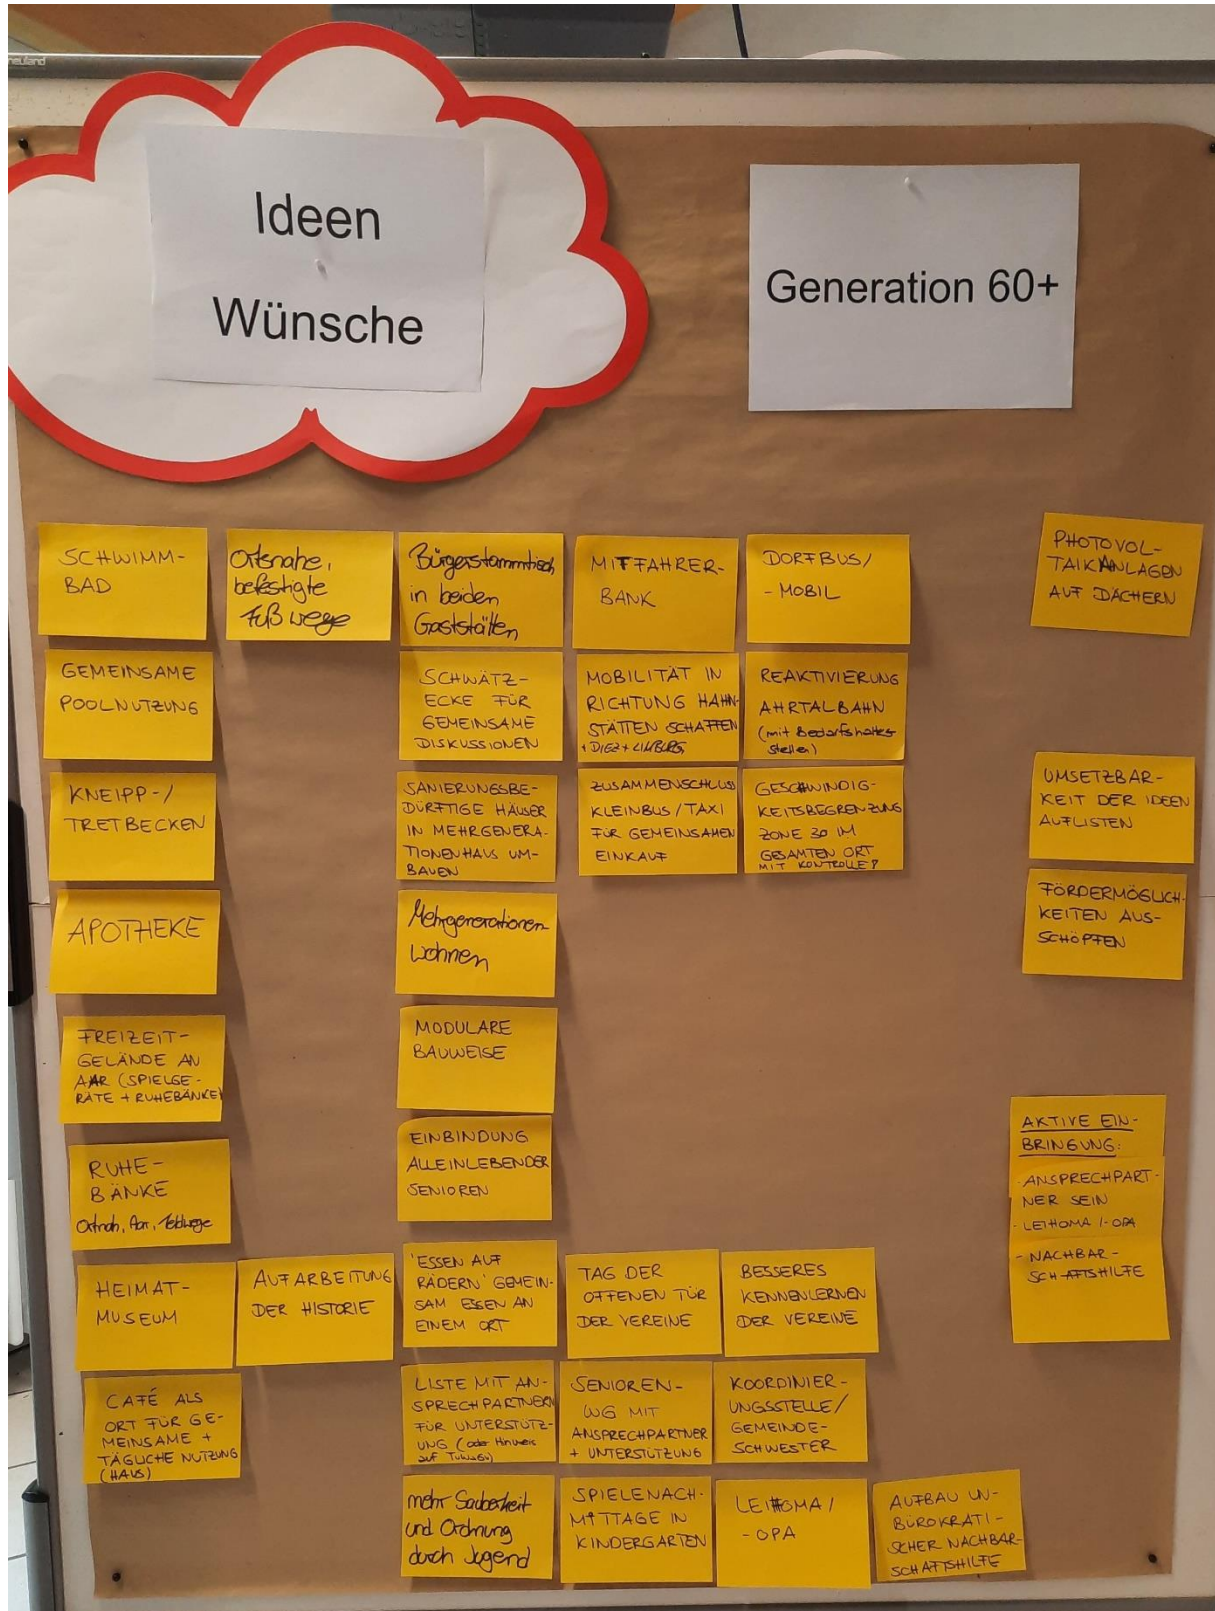 neuland
Ideen
Wünsche
Generation 60+
SCHWIMM-
BAD
Ortsnahe,
befestigte
Fußwege
Bürgerstammtisch
in beiden
Gaststätten
MITFAHRER-
BANK
DORFBUS/
- MOBIL
PHOTOVOL-
TAIKANLAGEN
AUF DÄCHERN
GEMEINSAME
POOLNUTZUNG
SCHWÄTZ-
ECKE FÜR
GEMEINSAME
DISKUSSIONEN
MOBILITÄT IN
RICHTUNG HAHN-
STÄTTEN SCHAFFEN
+ DIEZ + LIMBURG
REAKTIVIERUNG
AHRTALBAHN
(mit Bedarfshalte-
stellen)
KNEIPP-/
TRETBECKEN
SANIERUNGSBE-
DÜRFTIGE HÄUSER
IN MEHRGENERA-
TIONENHAUS UM-
BAUEN
ZUSAMMENSCHLUSS
KLEINBUS/TAXI
FÜR GEMEINSAMEN
EINKAUF
GESCHWINDIG-
KEITSBEGRENZUNG
ZONE 30 IM
GESAMTEN ORT
MIT KONTROLLE?
UMSETZBAR-
KEIT DER IDEEN
AUFLISTEN
APOTHEKE
Mehrgenerationen-
wohnen
FÖRDERMÖGLICH-
KEITEN AUS-
SCHÖPFEN
FREIZEIT-
GELÄNDE AN
AAR (SPIELGE-
RÄTE + RUHEBÄNKE)
MODULARE
BAUWEISE
RUHE-
BÄNKE
Ortnah, Aar, Feldwege
EINBINDUNG
ALLEINLEBENDER
SENIOREN
AKTIVE EIN-
BRINGUNG:
- ANSPRECHPART-
NER SEIN
- LEIHOMA /- OPA
- NACHBAR-
SCHAFTSHILFE
HEIMAT-
MUSEUM
AUFARBEITUNG
DER HISTORIE
'ESSEN AUF
RÄDERN' GEMEIN-
SAM ESSEN AN
EINEM ORT
TAG DER
OFFENEN TÜR
DER VEREINE
BESSERES
KENNENLERNEN
DER VEREINE
CAFÉ ALS
ORT FÜR GE-
MEINSAME +
TÄGLICHE NUTZUNG
(HAUS)
LISTE MIT AN-
SPRECHPARTNERN
FÜR UNTERSTÜTZ-
UNG (oder Hinweis
auf
SENIOREN-
WG MIT
ANSPRECHPARTNER
+ UNTERSTÜTZUNG
KOORDINIER-
UNGSSTELLE/
GEMEINDE-
SCHWESTER
mehr Sauberkeit
und Ordnung
durch Jugend
SPIELENACH-
MITTAGE IN
KINDERGARTEN
LEIHOMA /
- OPA
AUFBAU UN-
BÜROKRATI-
SCHER NACHBAR-
SCHAFTSHILFE